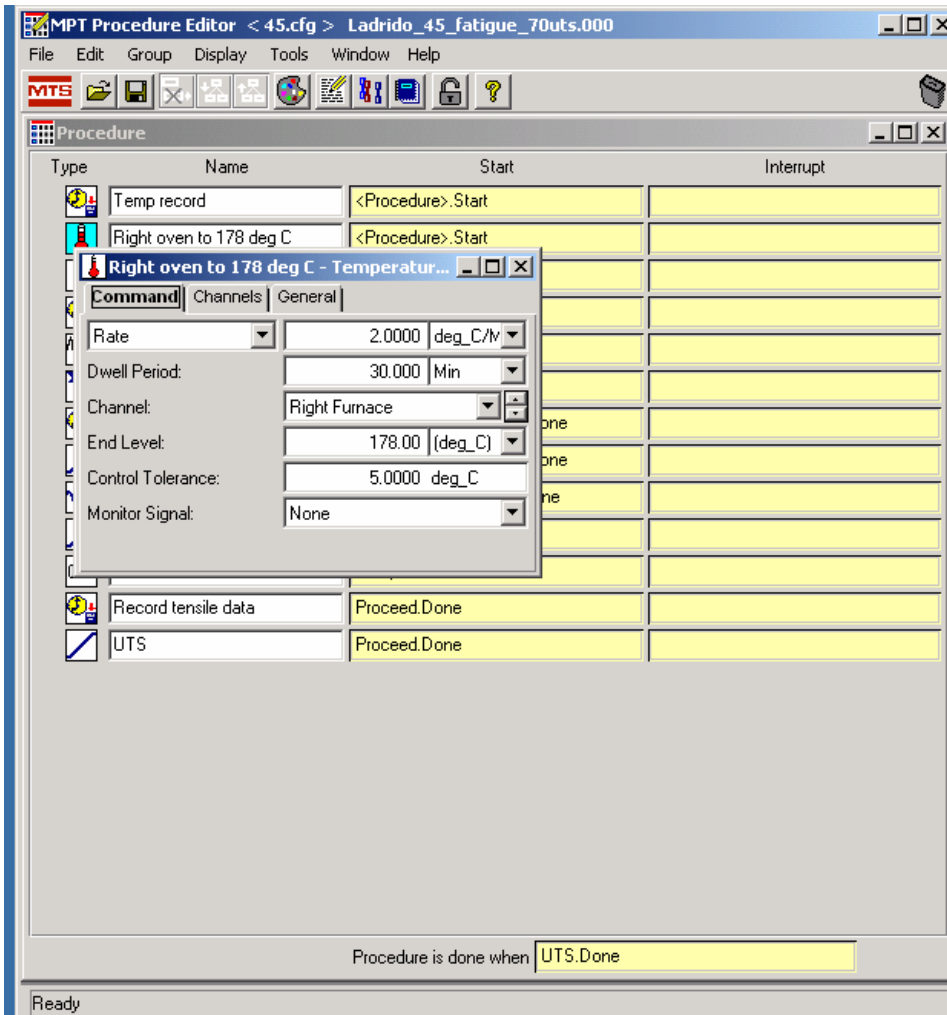 MPT Procedure Editor < 45.cfg > Ladrido_45_fatigue_70uts.000
File Edit Group Display Tools Window Help
MTS
Procedure
Type Name Start Interrupt
Temp record <Procedure>.Start
Right oven to 178 deg C <Procedure>.Start
Right oven to 178 deg C - Temperatur...
Command Channels General
Rate 2.0000 deg_C/M
Dwell Period: 30.000 Min
Channel: Right Furnace
one
End Level: 178.00 (deg_C)
one
Control Tolerance: 5.0000 deg_C
ne
Monitor Signal: None
Record tensile data Proceed.Done
UTS Proceed.Done
Procedure is done when UTS.Done
Ready